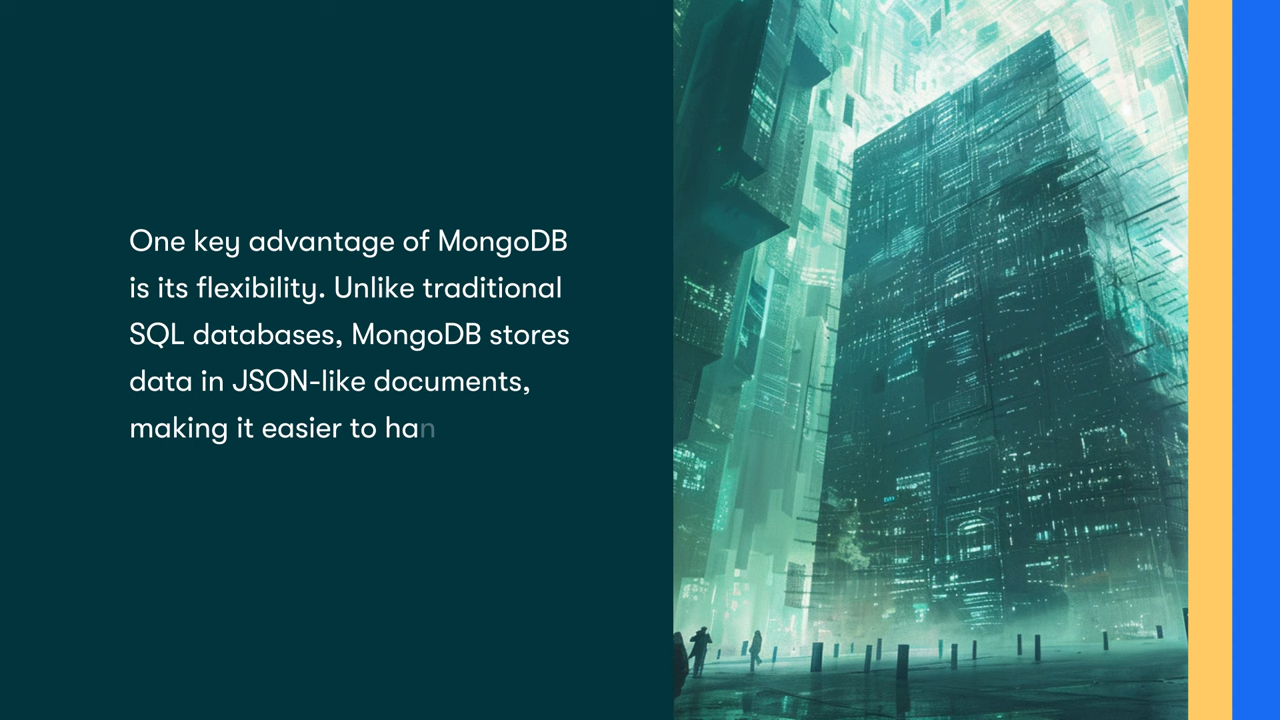 One key advantage of MongoDB
is its flexibility. Unlike traditional
SQL databases, MongoDB stores
data in JSON-like documents,
making it easier to han